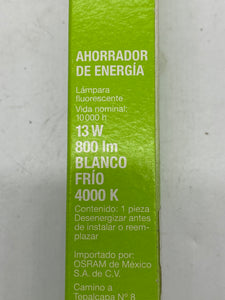 AHORRADOR
DE ENERGÍA
Lámpara
fluorescente
Vida nominal:
10 000 h
13 W
800 lm
BLANCO
FRÍO
4000 K
Contenido: 1 pieza
Desenergizar antes
de instalar o reem-
plazar
Importado por:
OSRAM de México
S.A. de C.V.
Camino a
Tepalcapa N° 8